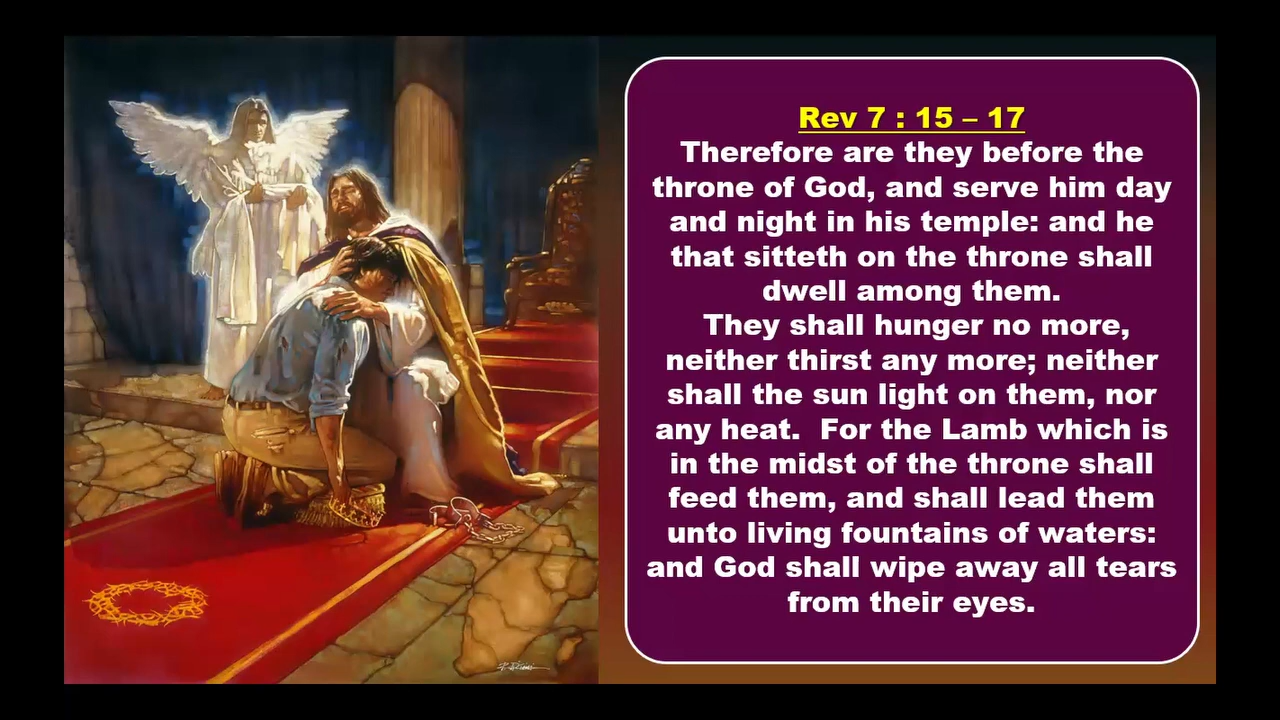 Rev 7 : 15 – 17
Therefore are they before the
throne of God, and serve him day
and night in his temple: and he
that sitteth on the throne shall
dwell among them.
They shall hunger no more,
neither thirst any more; neither
shall the sun light on them, nor
any heat.  For the Lamb which is
in the midst of the throne shall
feed them, and shall lead them
unto living fountains of waters:
and God shall wipe away all tears
from their eyes.